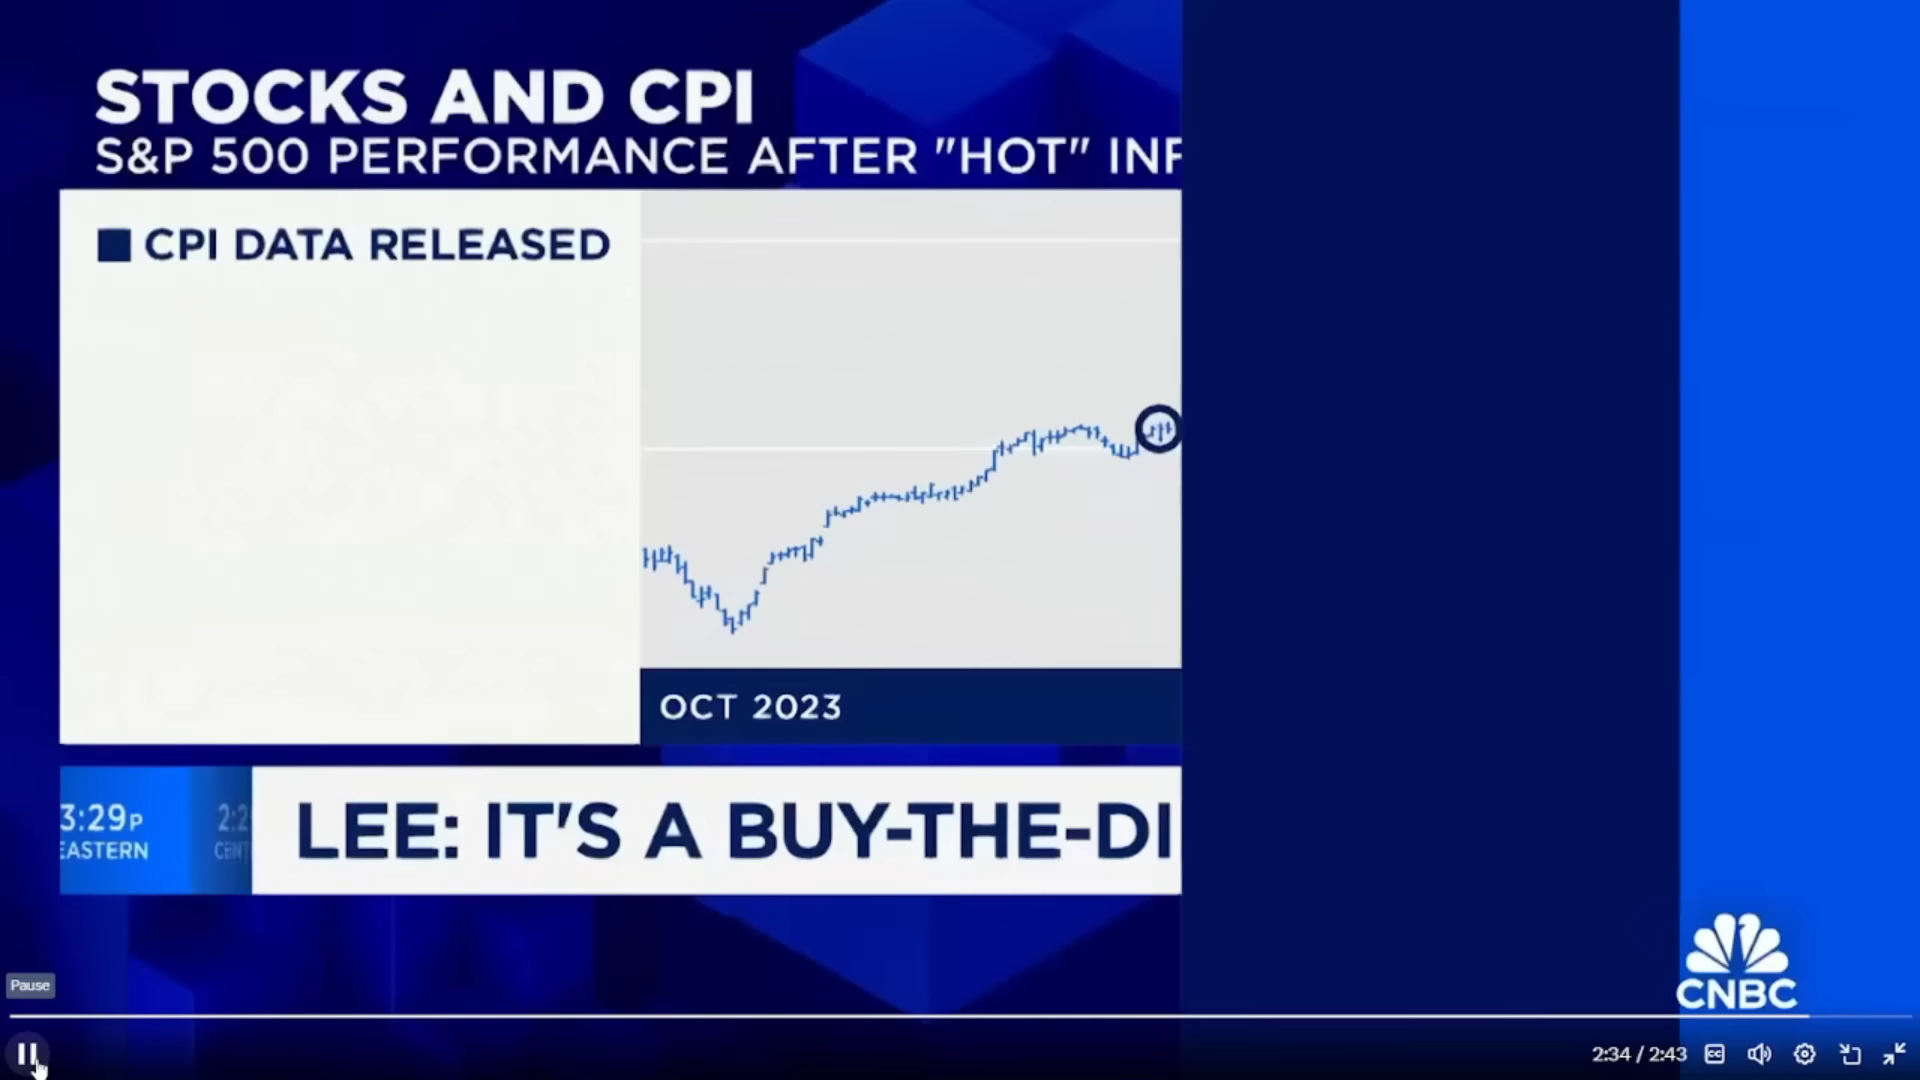 STOCKS AND CPI
S&P 500 PERFORMANCE AFTER "HOT" INF
CPI DATA RELEASED
OCT 2023
3:29P
EASTERN
LEE: IT'S A BUY-THE-DI
CNBC
Pause
2:34 / 2:43
CC